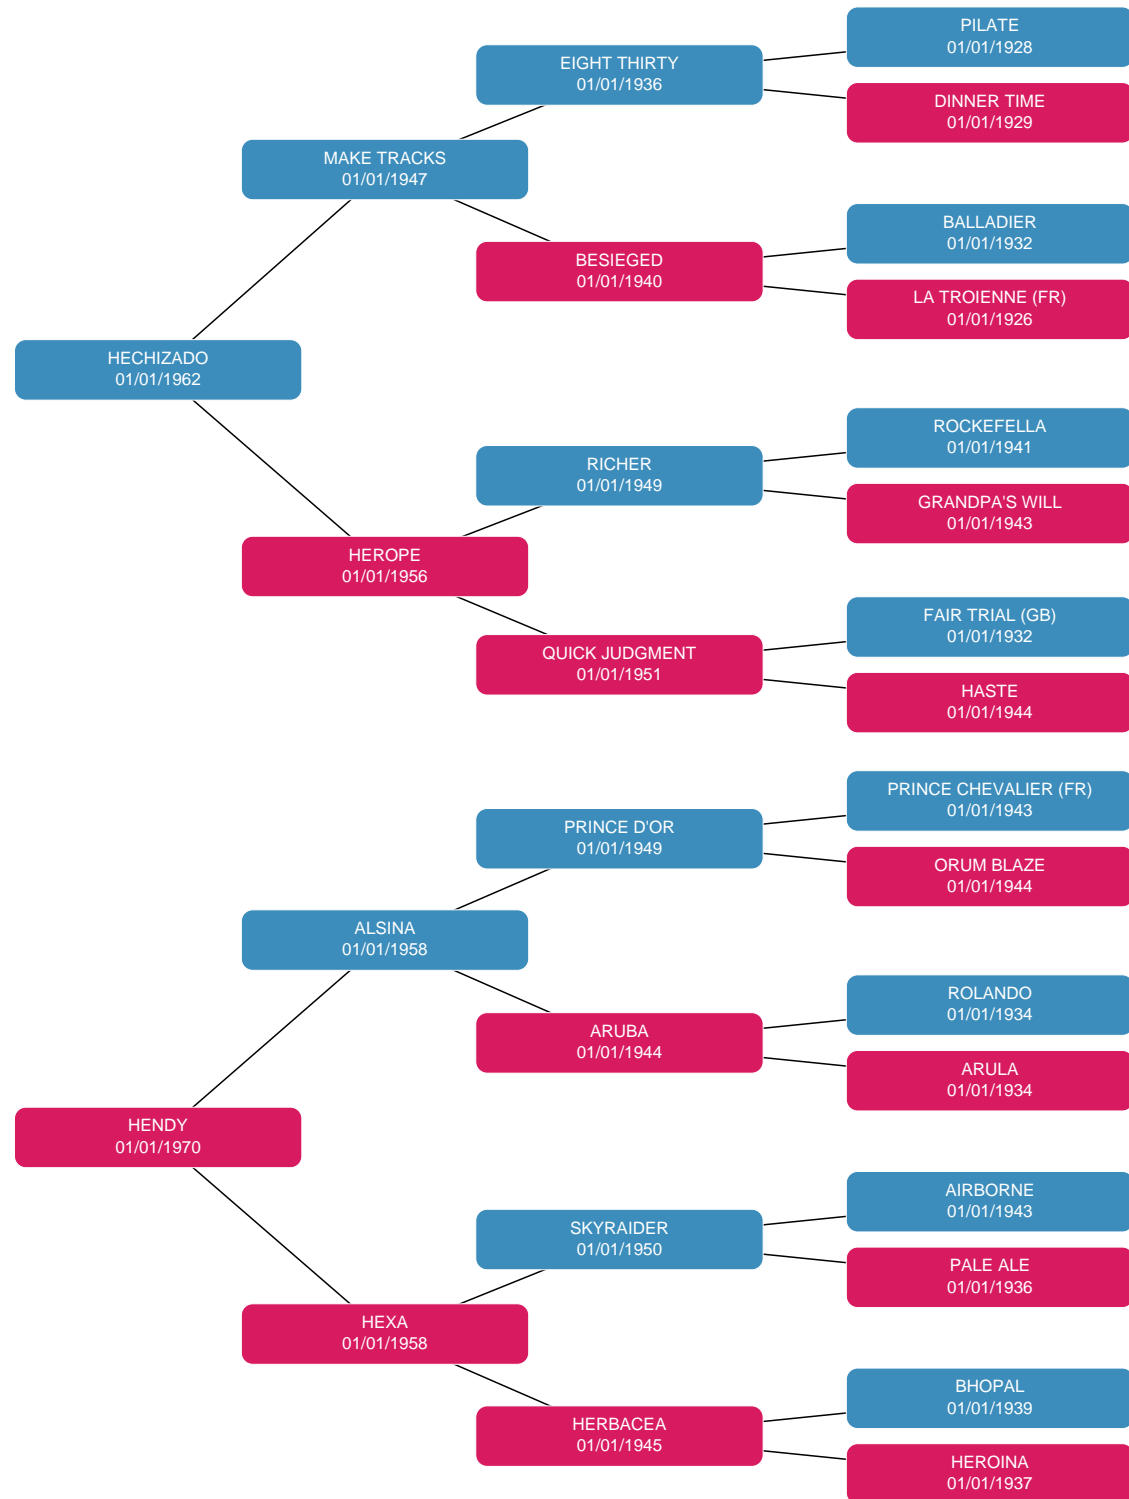 PILATE
01/01/1928
EIGHT THIRTY
01/01/1936
DINNER TIME
01/01/1929
MAKE TRACKS
01/01/1947
BALLADIER
01/01/1932
BESIEGED
01/01/1940
LA TROIENNE (FR)
01/01/1926
HECHIZADO
01/01/1962
ROCKEFELLA
01/01/1941
RICHER
01/01/1949
GRANDPA'S WILL
01/01/1943
HEROPE
01/01/1956
FAIR TRIAL (GB)
01/01/1932
QUICK JUDGMENT
01/01/1951
HASTE
01/01/1944
PRINCE CHEVALIER (FR)
01/01/1943
PRINCE D'OR
01/01/1949
ORUM BLAZE
01/01/1944
ALSINA
01/01/1958
ROLANDO
01/01/1934
ARUBA
01/01/1944
ARULA
01/01/1934
HENDY
01/01/1970
AIRBORNE
01/01/1943
SKYRAIDER
01/01/1950
PALE ALE
01/01/1936
HEXA
01/01/1958
BHOPAL
01/01/1939
HERBACEA
01/01/1945
HEROINA
01/01/1937